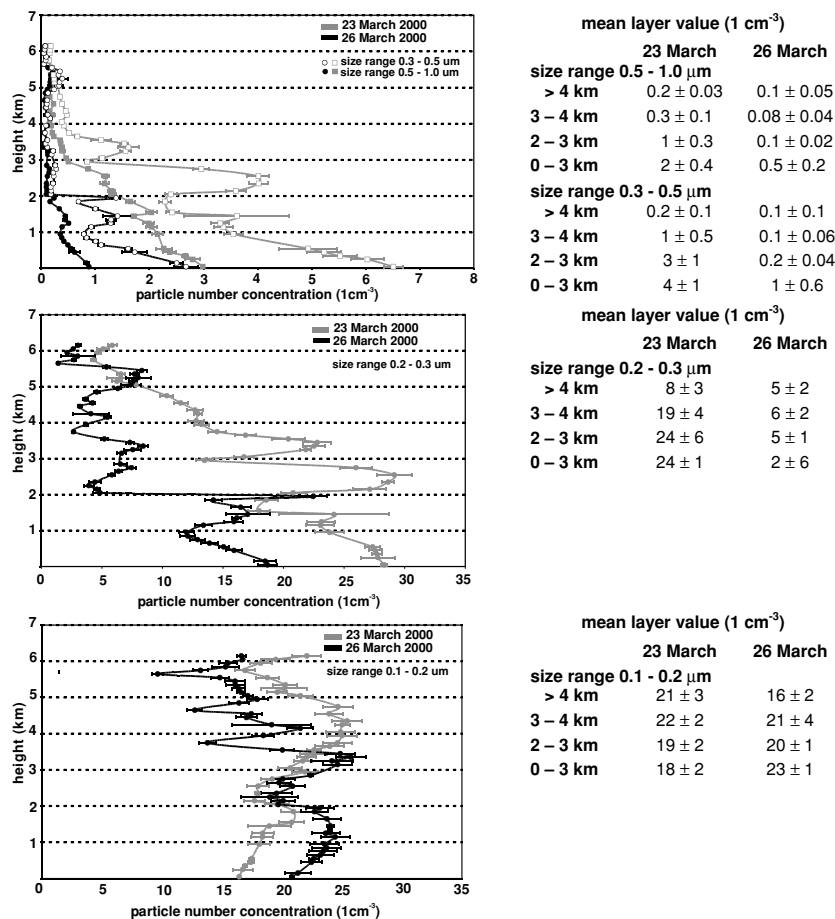 23 March 2000
26 March 2000
size range 0.3 - 0.5 um
size range 0.5 - 1.0 um
height (km)
7
6
5
4
3
2
1
0 1 2 3 4 5 6 7 8
particle number concentration (1cm-3)
mean layer value (1 cm-3)
23 March 26 March
size range 0.5 - 1.0 μm
> 4 km 0.2 ± 0.03 0.1 ± 0.05
3 – 4 km 0.3 ± 0.1 0.08 ± 0.04
2 – 3 km 1 ± 0.3 0.1 ± 0.02
0 – 3 km 2 ± 0.4 0.5 ± 0.2
size range 0.3 - 0.5 μm
> 4 km 0.2 ± 0.1 0.1 ± 0.1
3 – 4 km 1 ± 0.5 0.1 ± 0.06
2 – 3 km 3 ± 1 0.2 ± 0.04
0 – 3 km 4 ± 1 1 ± 0.6
23 March 2000
26 March 2000
size range 0.2 - 0.3 um
height (km)
7
6
5
4
3
2
1
0 5 10 15 20 25 30 35
particle number concentration (1cm-3)
mean layer value (1 cm-3)
23 March 26 March
size range 0.2 - 0.3 μm
> 4 km 8 ± 3 5 ± 2
3 – 4 km 19 ± 4 6 ± 2
2 – 3 km 24 ± 6 5 ± 1
0 – 3 km 24 ± 1 2 ± 6
23 March 2000
26 March 2000
size range 0.1 - 0.2 um
height (km)
7
6
5
4
3
2
1
0 5 10 15 20 25 30 35
particle number concentration (1cm-3)
mean layer value (1 cm-3)
23 March 26 March
size range 0.1 - 0.2 μm
> 4 km 21 ± 3 16 ± 2
3 – 4 km 22 ± 2 21 ± 4
2 – 3 km 19 ± 2 20 ± 1
0 – 3 km 18 ± 2 23 ± 1